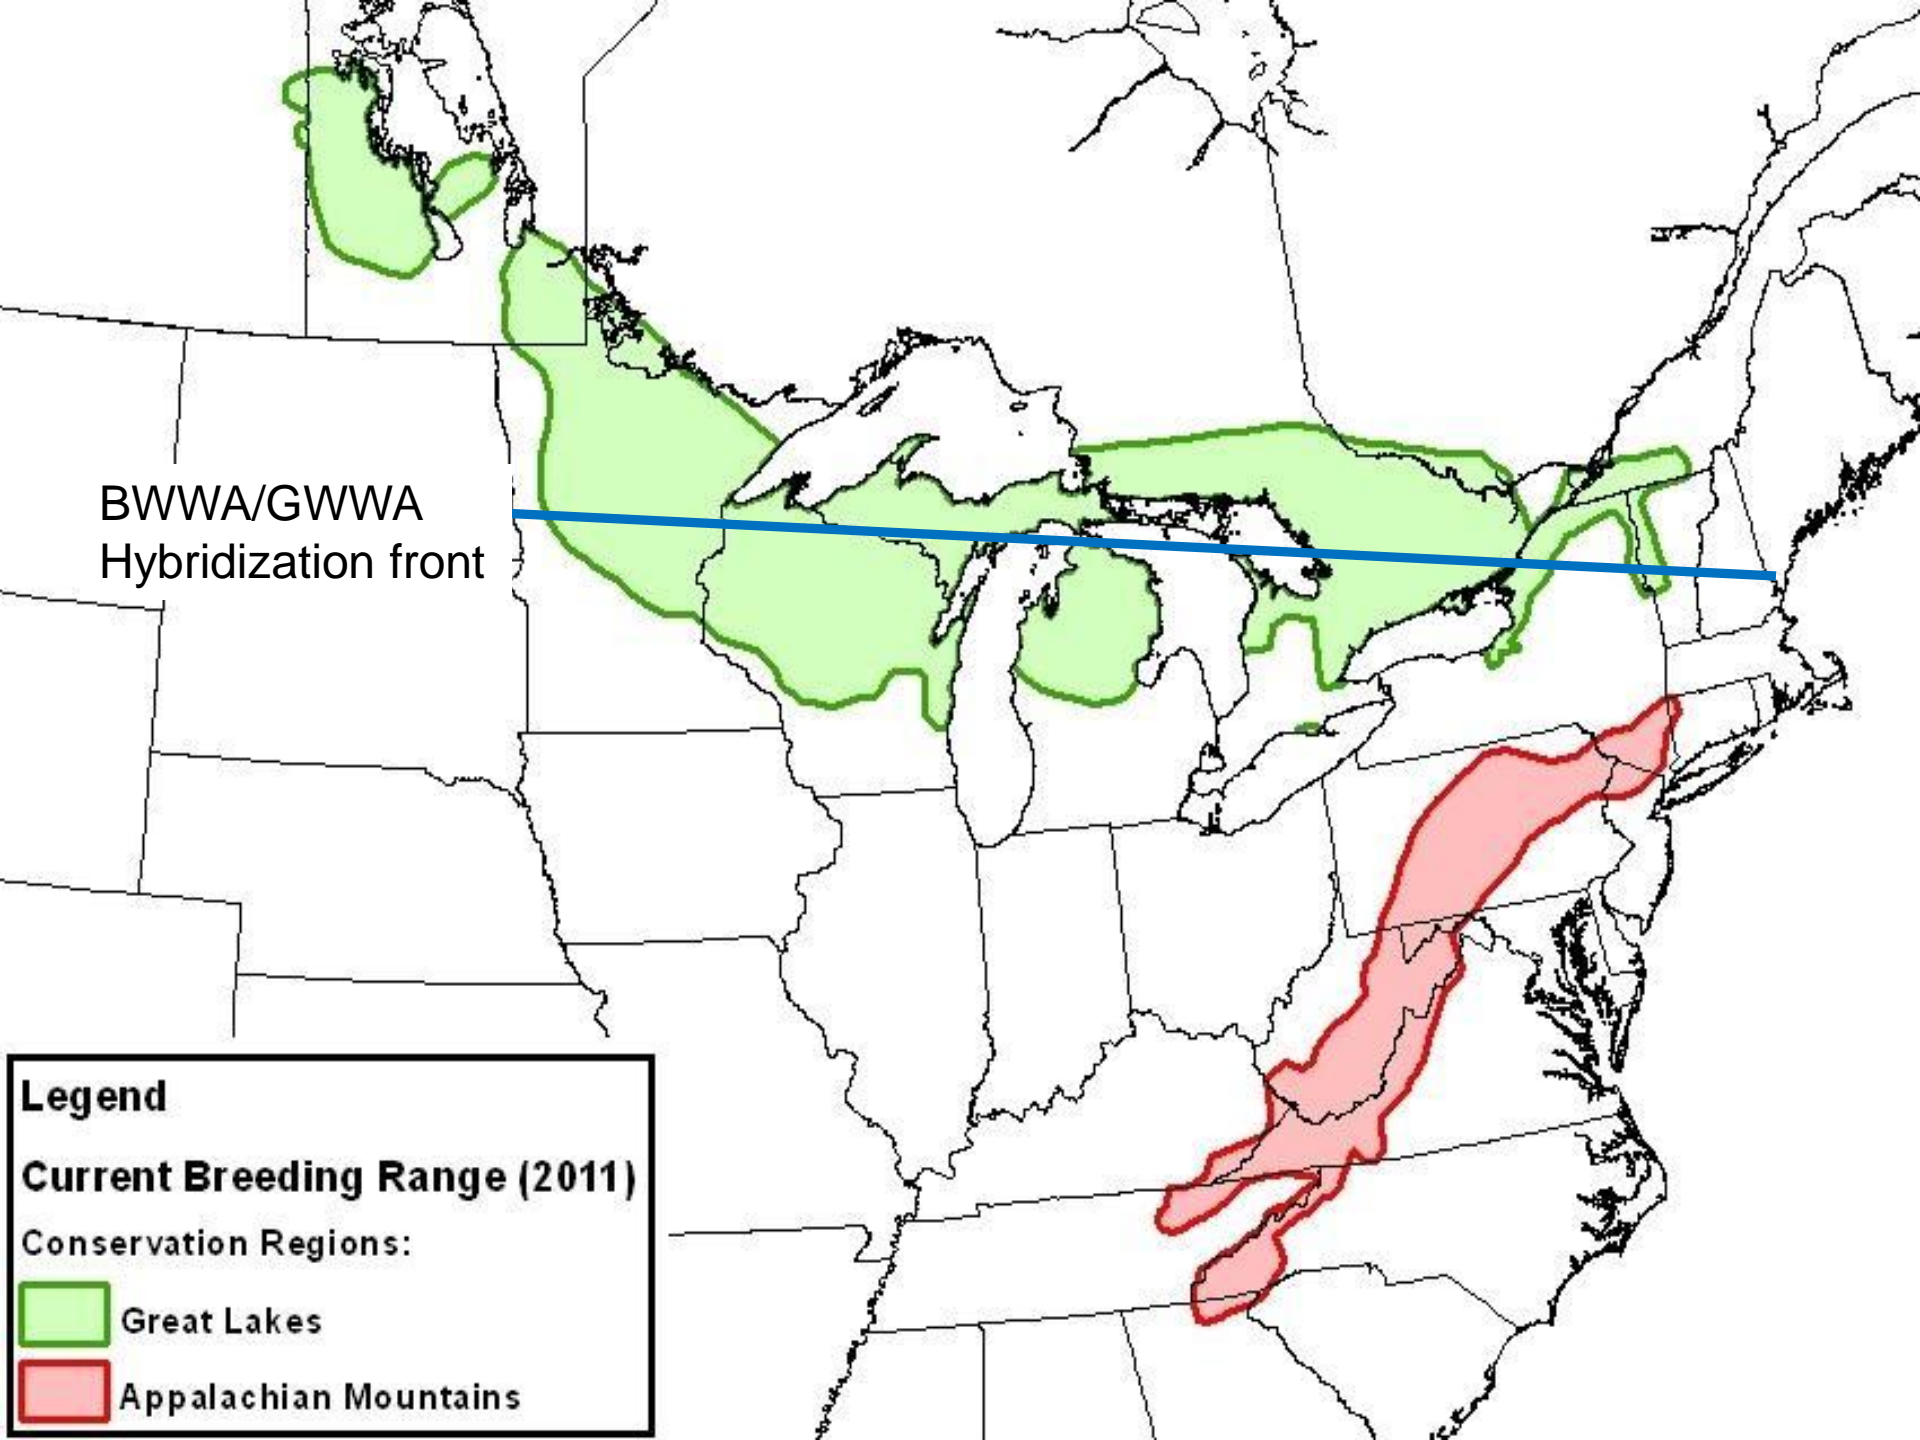 BWWA/GWWA
Hybridization front
Legend
Current Breeding Range (2011)
Conservation Regions:
Great Lakes
Appalachian Mountains